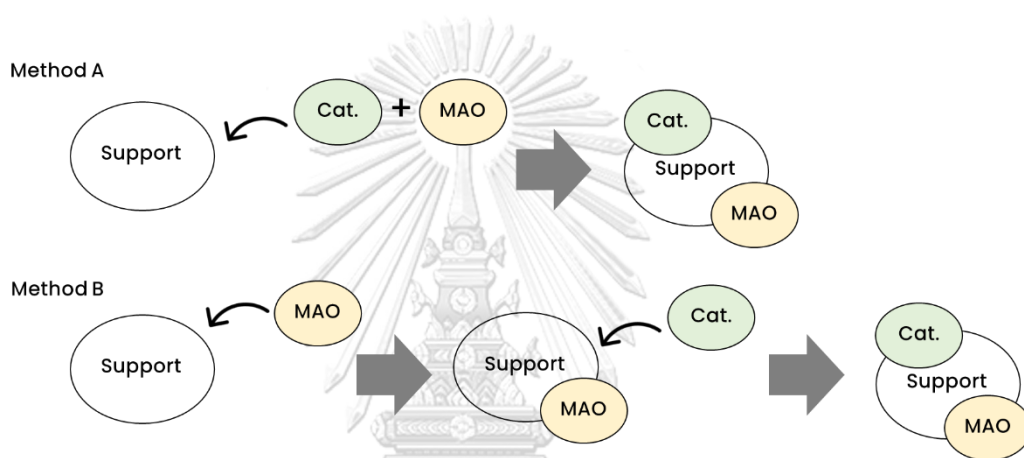 Method A
Support
Cat.
+
MAO
Cat.
Support
MAO
Method B
Support
MAO
Support
MAO
Cat.
Cat.
Support
MAO